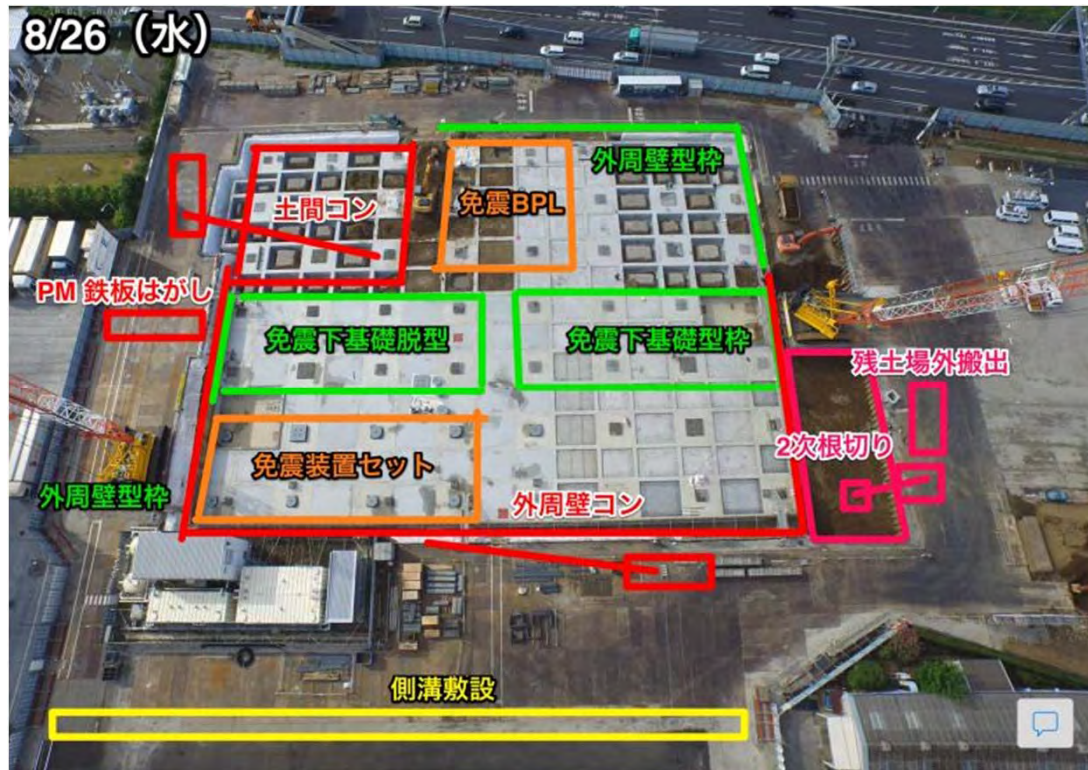 8/26（水）
外周壁型枠
土間コン
免震BPL
PM 鉄板はがし
免震下基礎脱型
免震下基礎型枠
残土場外搬出
2次根切り
免震装置セット
外周壁型枠
外周壁コン
側溝敷設